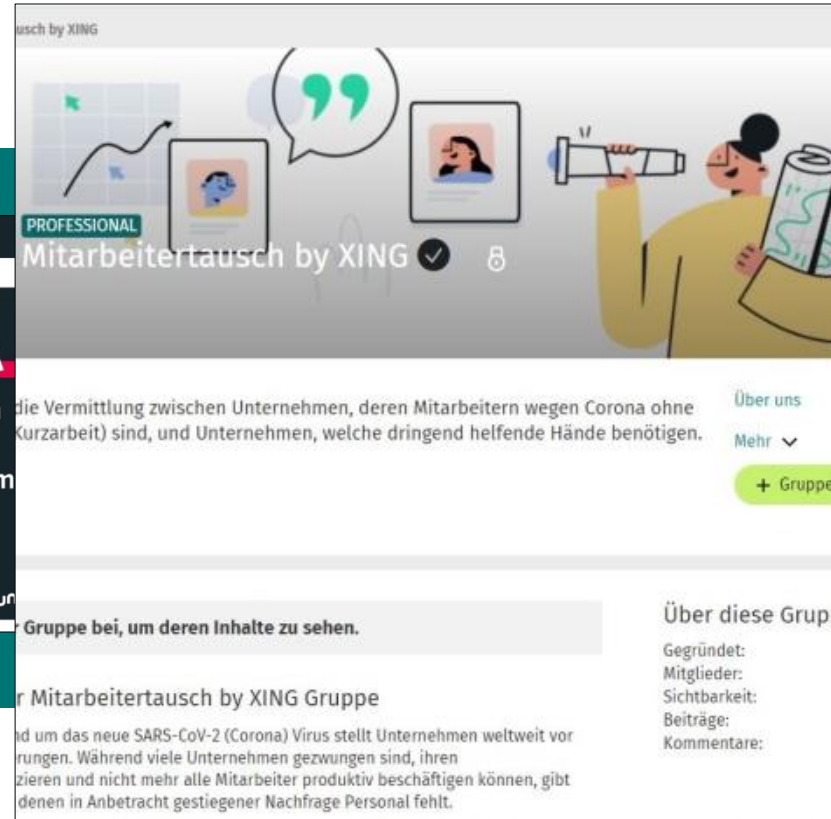 usch by XING
PROFESSIONAL
Mitarbeitertausch by XING
die Vermittlung zwischen Unternehmen, deren Mitarbeitern wegen Corona ohne
Kurzarbeit) sind, und Unternehmen, welche dringend helfende Hände benötigen.
Über uns
Mehr
+ Gruppe
Gruppe bei, um deren Inhalte zu sehen.
r Mitarbeitertausch by XING Gruppe
nd um das neue SARS-CoV-2 (Corona) Virus stellt Unternehmen weltweit vor
rungen. Während viele Unternehmen gezwungen sind, ihren
zieren und nicht mehr alle Mitarbeiter produktiv beschäftigen können, gibt
denen in Anbetracht gestiegener Nachfrage Personal fehlt.
Über diese Grup
Gegründet:
Mitglieder:
Sichtbarkeit:
Beiträge:
Kommentare: